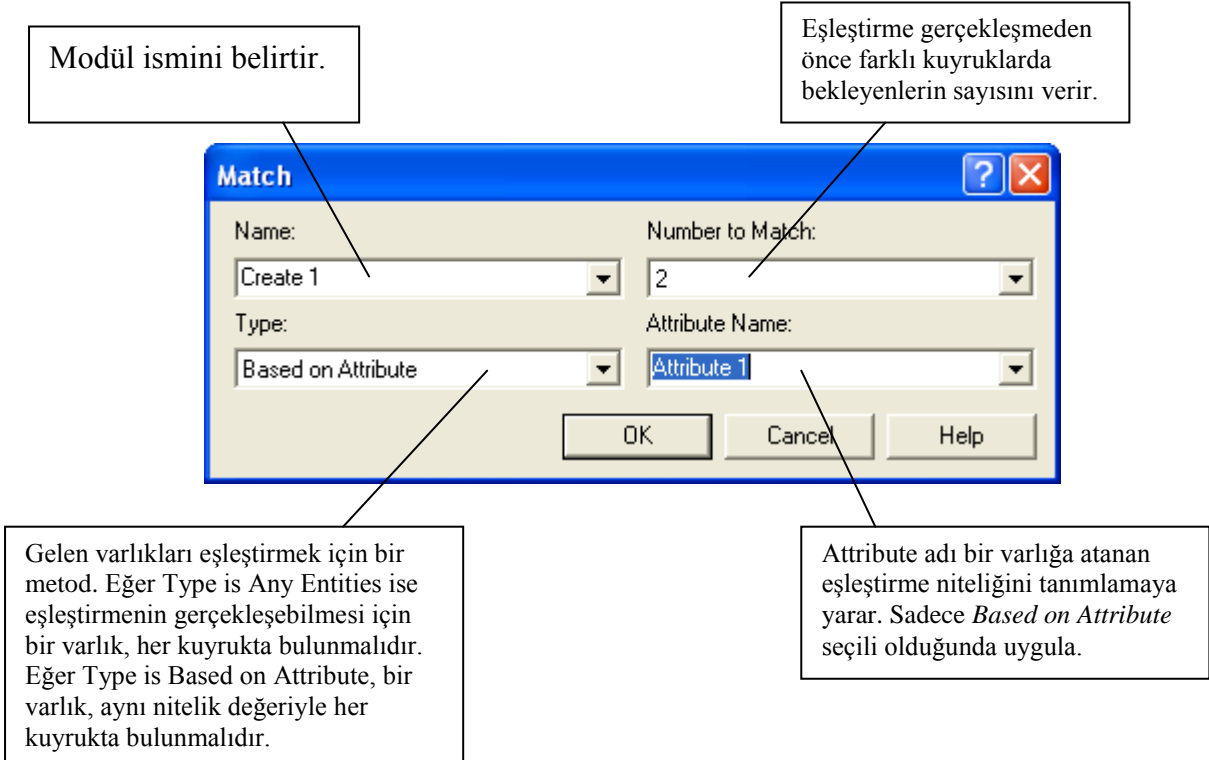 Modül ismini belirtir.
Eşleştirme gerçekleşmeden
önce farklı kuyruklarda
bekleyenlerin sayısını verir.
Match
Name:
Number to Match:
Create 1
2
Type:
Attribute Name:
Based on Attribute
Attribute 1
OK
Cancel
Help
Gelen varlıkları eşleştirmek için bir
metod. Eğer Type is Any Entities ise
eşleştirmenin gerçekleşebilmesi için
bir varlık, her kuyrukta bulunmalıdır.
Eğer Type is Based on Attribute, bir
varlık, aynı nitelik değeriyle her
kuyrukta bulunmalıdır.
Attribute adı bir varlığa atanan
eşleştirme niteliğini tanımlamaya
yarar. Sadece Based on Attribute
seçili olduğunda uygula.